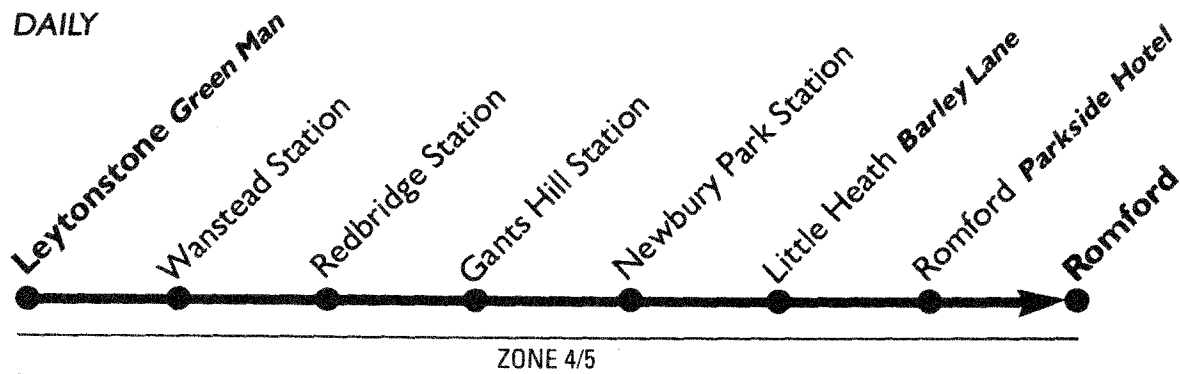 DAILY
Leytonstone Green Man
Wanstead Station
Redbridge Station
Gants Hill Station
Newbury Park Station
Little Heath Barley Lane
Romford Parkside Hotel
Romford
ZONE 4/5